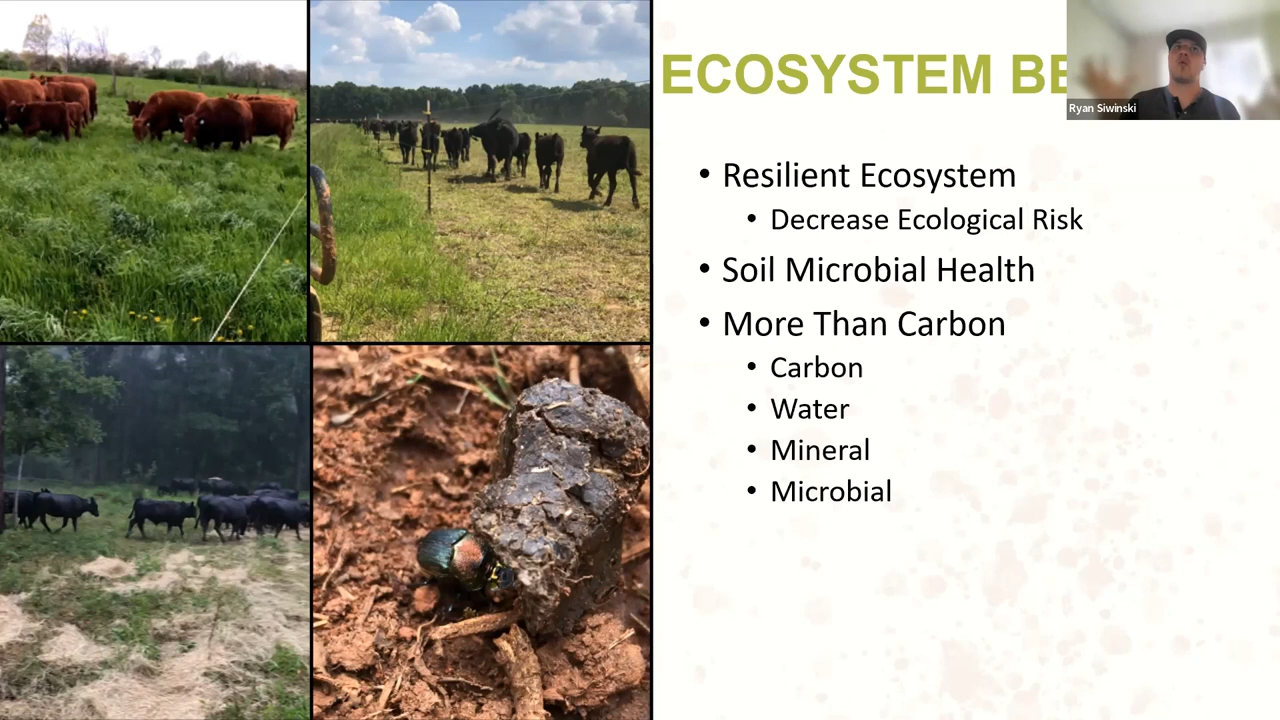 ECOSYSTEM BE
Ryan Siwinski
• Resilient Ecosystem
• Decrease Ecological Risk
• Soil Microbial Health
• More Than Carbon
• Carbon
• Water
• Mineral
• Microbial